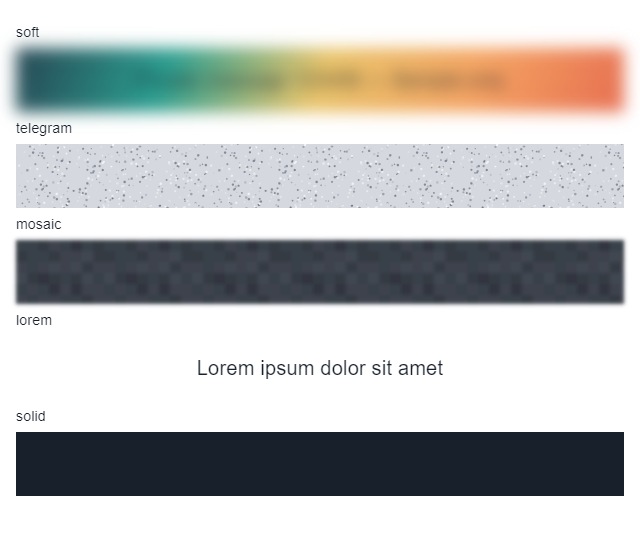 soft
telegram
mosaic
lorem
Lorem ipsum dolor sit amet
solid